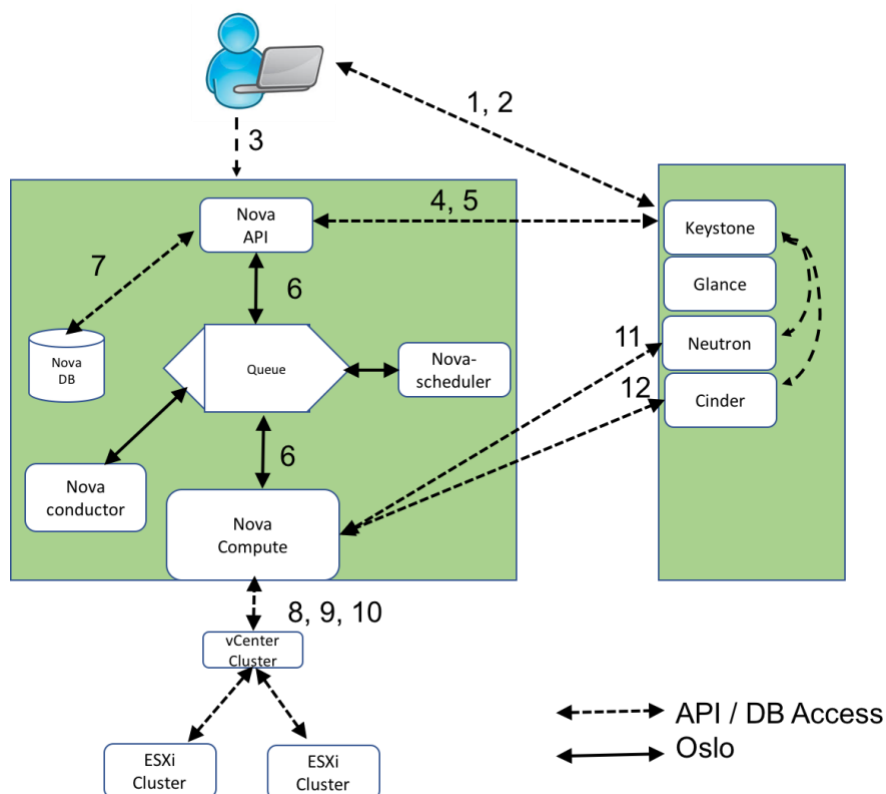 1, 2
3
4, 5
Nova
API
Keystone
7
6
Glance
11
Neutron
Nova
DB
Queue
Nova-
scheduler
12
Cinder
6
Nova
conductor
Nova
Compute
8, 9, 10
vCenter
Cluster
API / DB Access
Oslo
ESXi
Cluster
ESXi
Cluster